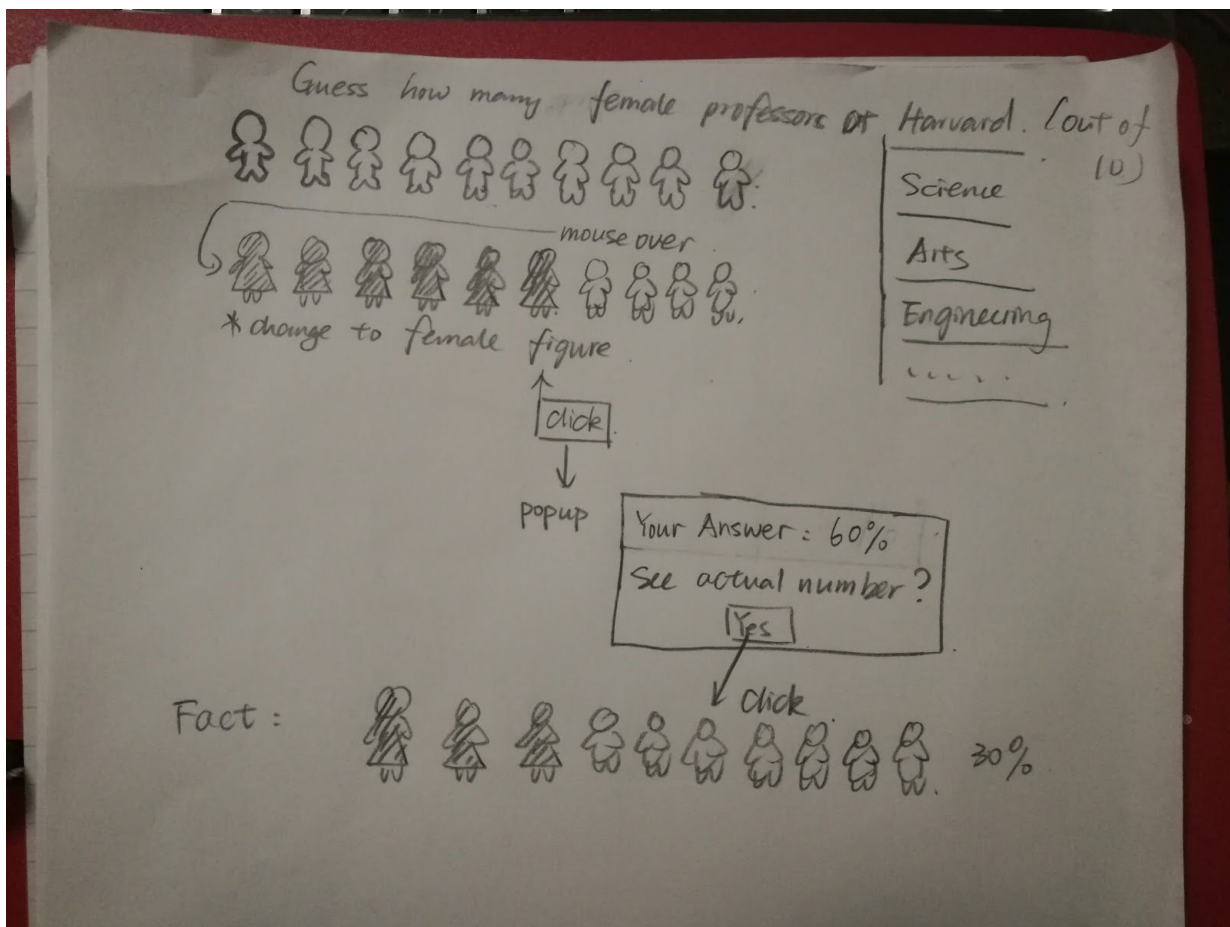 Guess how many female professors at Harvard. (out of 10)
Science
Arts
Engineering
.....
mouse over
* change to female figure
click
popup
Your Answer: 60%
See actual number?
Yes
click
Fact:
30%